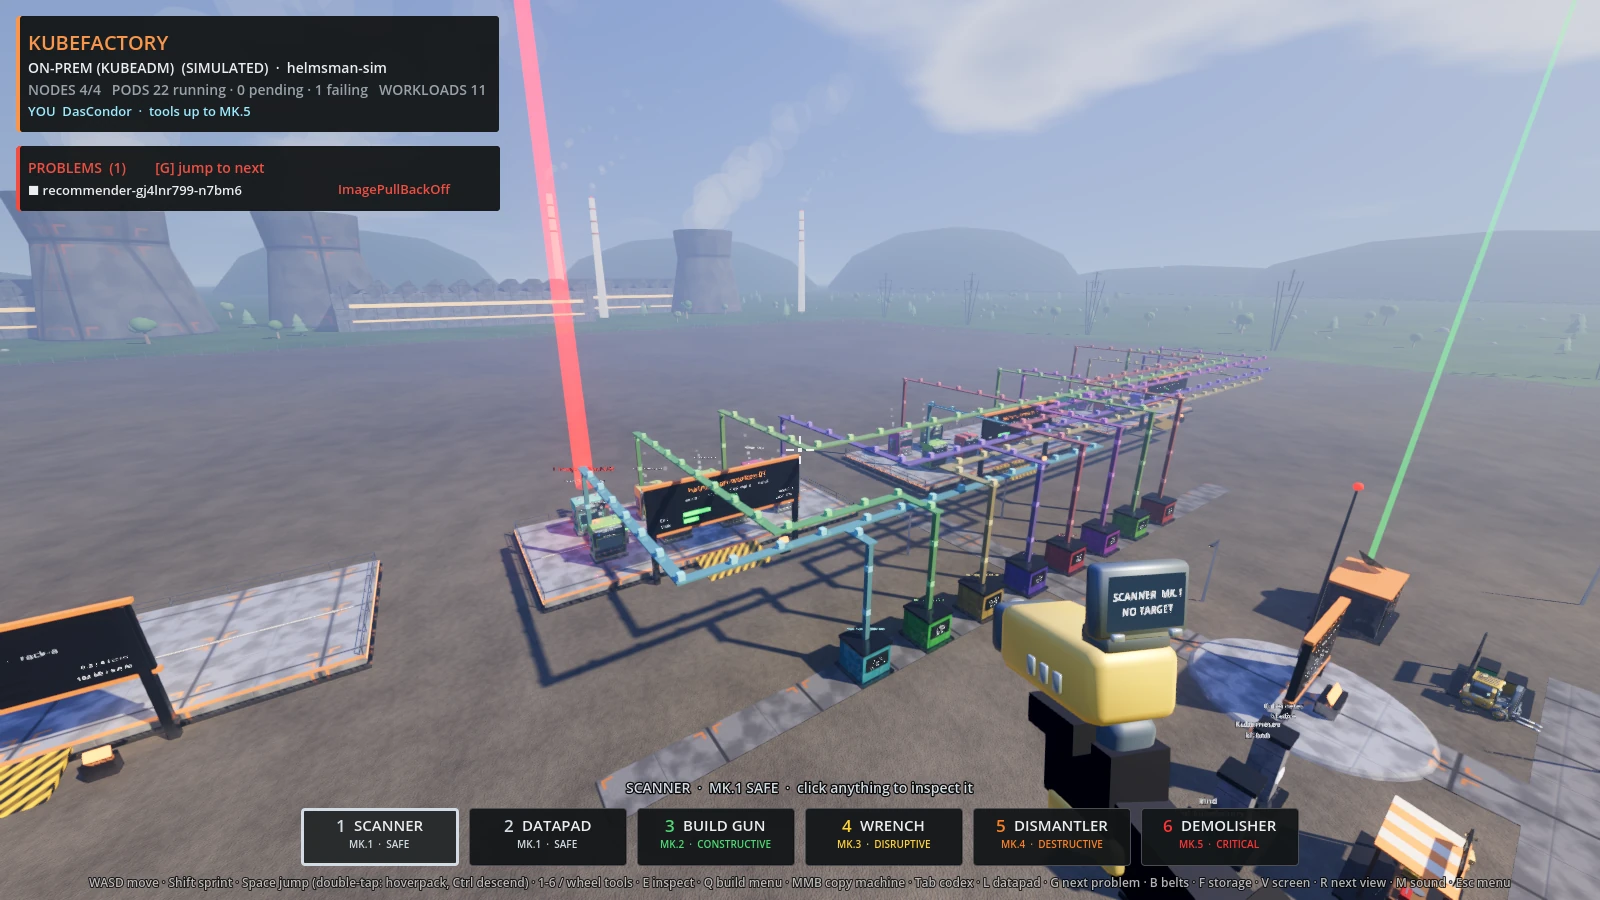 KUBEFACTORY
ON-PREM (KUBEADM) (SIMULATED) · helmsman-sim
NODES 4/4 PODS 22 running · 0 pending · 1 failing WORKLOADS 11
YOU DasCondor · tools up to MK.5
PROBLEMS (1) [G] jump to next
recommender-gj4lnr799-n7bm6 ImagePullBackOff
rack-a
SCANNER MK.1
NO TARGET
SCANNER · MK.1 SAFE · click anything to inspect it
1 SCANNER
MK.1 · SAFE
2 DATAPAD
MK.1 · SAFE
3 BUILD GUN
MK.2 · CONSTRUCTIVE
4 WRENCH
MK.3 · DISRUPTIVE
5 DISMANTLER
MK.4 · DESTRUCTIVE
6 DEMOLISHER
MK.5 · CRITICAL
WASD move · Shift sprint · Space jump (double-tap: hoverpack, Ctrl descend) · 1-6 / wheel tools · E inspect · Q build menu · MMB copy machine · Tab codex · L datapad · G next problem · B belts · F storage · V screen · R next view · M sound · Esc menu